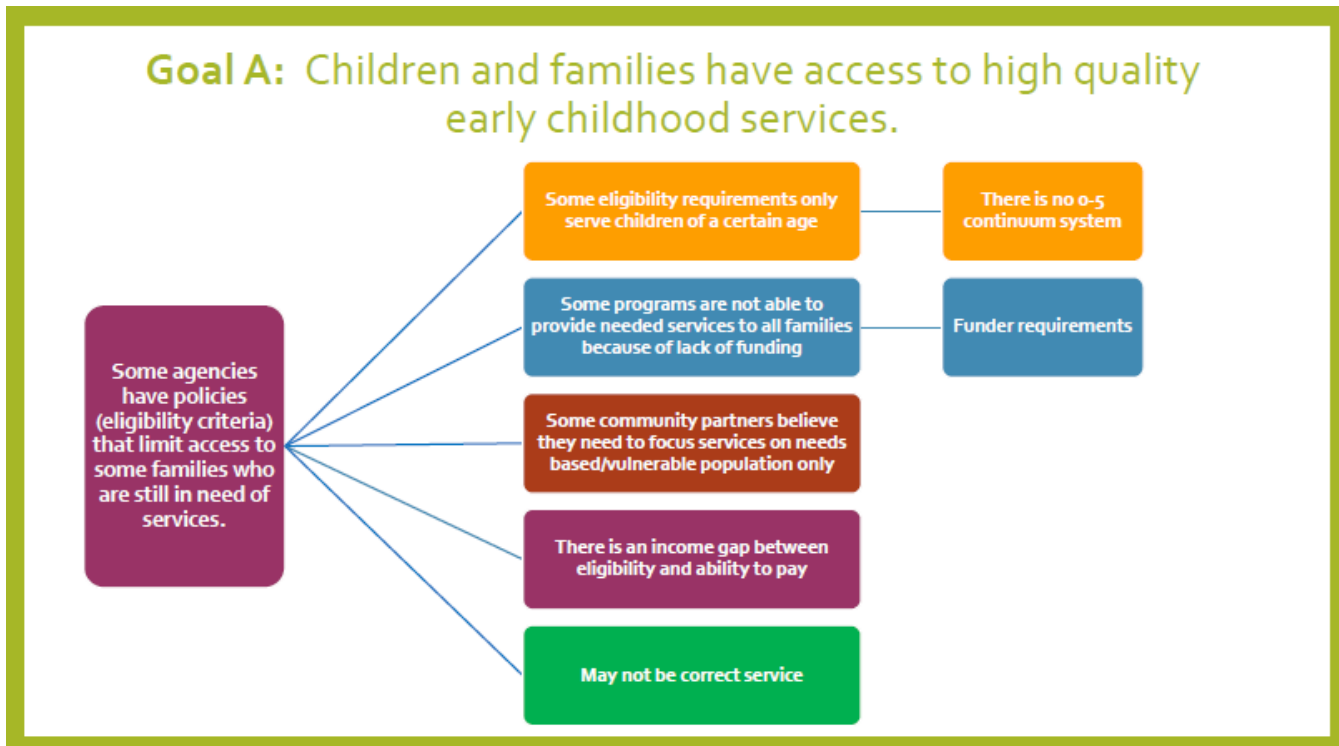 Goal A: Children and families have access to high quality
early childhood services.
Some agencies
have policies
(eligibility criteria)
that limit access to
some families who
are still in need of
services.
Some eligibility requirements only
serve children of a certain age
There is no 0-5
continuum system
Some programs are not able to
provide needed services to all families
because of lack of funding
Funder requirements
Some community partners believe
they need to focus services on needs
based/vulnerable population only
There is an income gap between
eligibility and ability to pay
May not be correct service